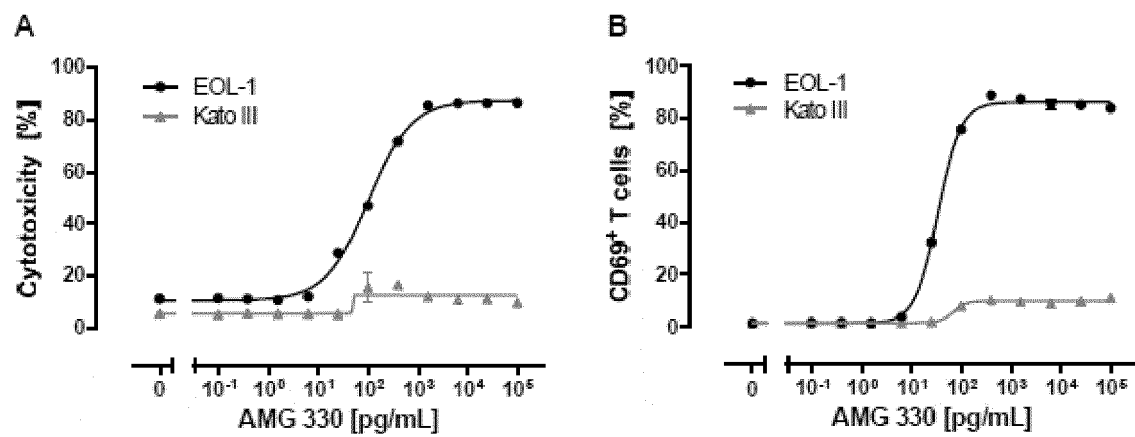 A
100
80
60
40
20
0
Cytotoxicity [%]
EOL-1
Kato III
0 10⁻¹ 10⁰ 10¹ 10² 10³ 10⁴ 10⁵
AMG 330 [pg/mL]
B
100
80
60
40
20
0
CD69⁺ T cells [%]
EOL-1
Kato III
0 10⁻¹ 10⁰ 10¹ 10² 10³ 10⁴ 10⁵
AMG 330 [pg/mL]